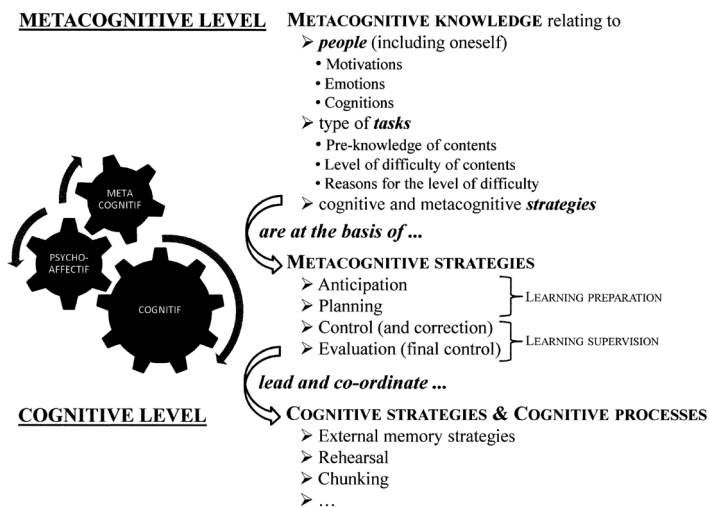 METACOGNITIVE LEVEL
METACOGNITIVE KNOWLEDGE relating to
➢ people (including oneself)
• Motivations
• Emotions
• Cognitions
➢ type of tasks
• Pre-knowledge of contents
• Level of difficulty of contents
• Reasons for the level of difficulty
➢ cognitive and metacognitive strategies
META
COGNITIF
PSYCHO-
AFFECTIF
COGNITIF
are at the basis of ...
METACOGNITIVE STRATEGIES
➢ Anticipation
➢ Planning
LEARNING PREPARATION
➢ Control (and correction)
➢ Evaluation (final control)
LEARNING SUPERVISION
lead and co-ordinate ...
COGNITIVE LEVEL
COGNITIVE STRATEGIES & COGNITIVE PROCESSES
➢ External memory strategies
➢ Rehearsal
➢ Chunking
➢ ...